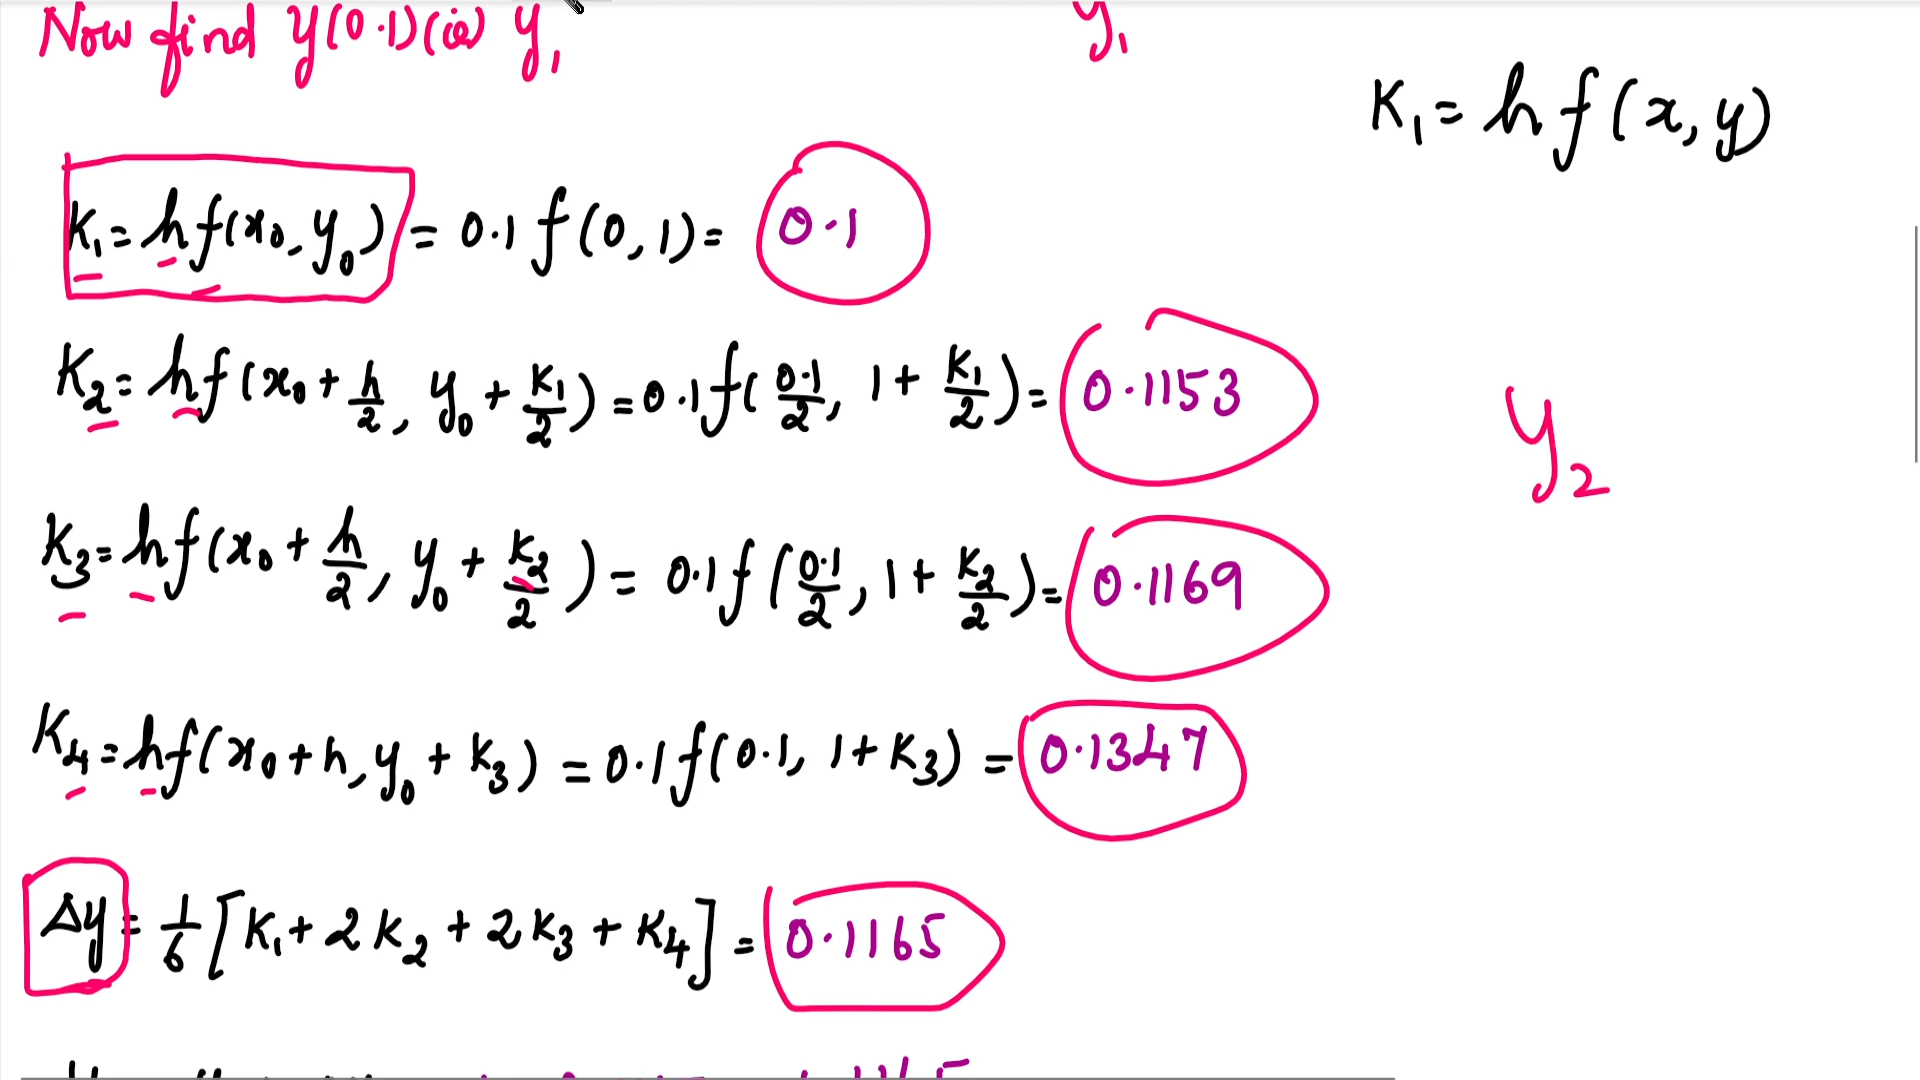 Now find y(0.1)(ie) y₁
y₁
K₁ = hf(x,y)
K₁ = hf(x₀,y₀) = 0.1 f(0,1) = 0.1
K₂ = hf(x₀ + h/2, y₀ + K₁/2) = 0.1 f(0.1/2, 1 + K₁/2) = 0.1153
y₂
K₃ = hf(x₀ + h/2, y₀ + K₂/2) = 0.1 f(0.1/2, 1 + K₂/2) = 0.1169
K₄ = hf(x₀ + h, y₀ + K₃) = 0.1 f(0.1, 1 + K₃) = 0.1347
Δy = 1/6 [K₁ + 2K₂ + 2K₃ + K₄] = 0.1165